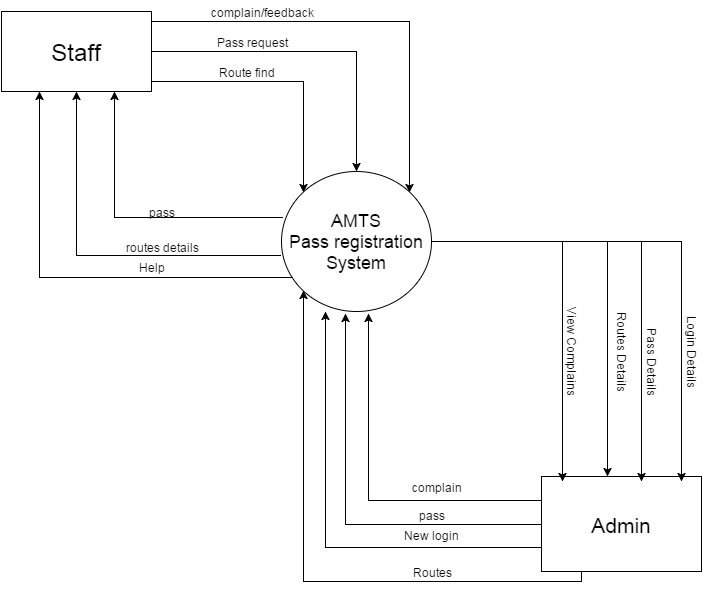 complain/feedback
Staff
Pass request
Route find
AMTS
Pass registration
System
pass
routes details
Help
View Complains
Routes Details
Pass Details
Login Details
complain
pass
New login
Admin
Routes